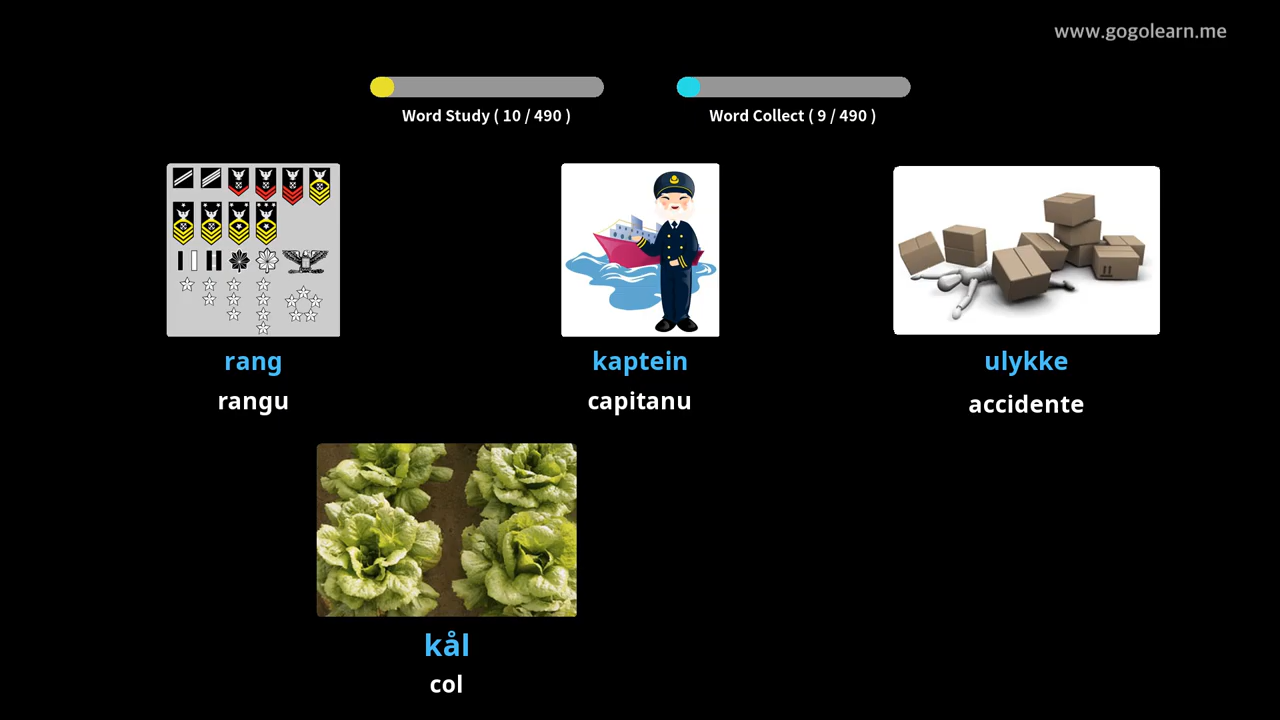 www.gogolearn.me
Word Study ( 10 / 490 )
Word Collect ( 9 / 490 )
rang
rangu
kaptein
capitanu
ulykke
accidente
kål
col